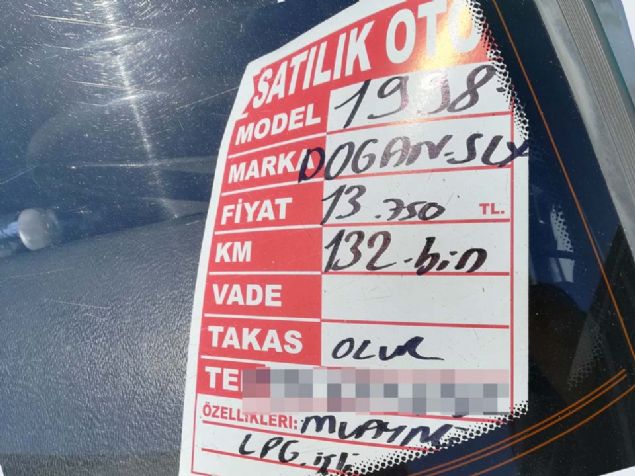 SATILIK OTO
MODEL 1998
MARKA DOGAN-SLX
FİYAT 13.750 TL.
KM 132-bin
VADE
TAKAS OLUR
TE
ÖZELLİKLERİ:
LPG.